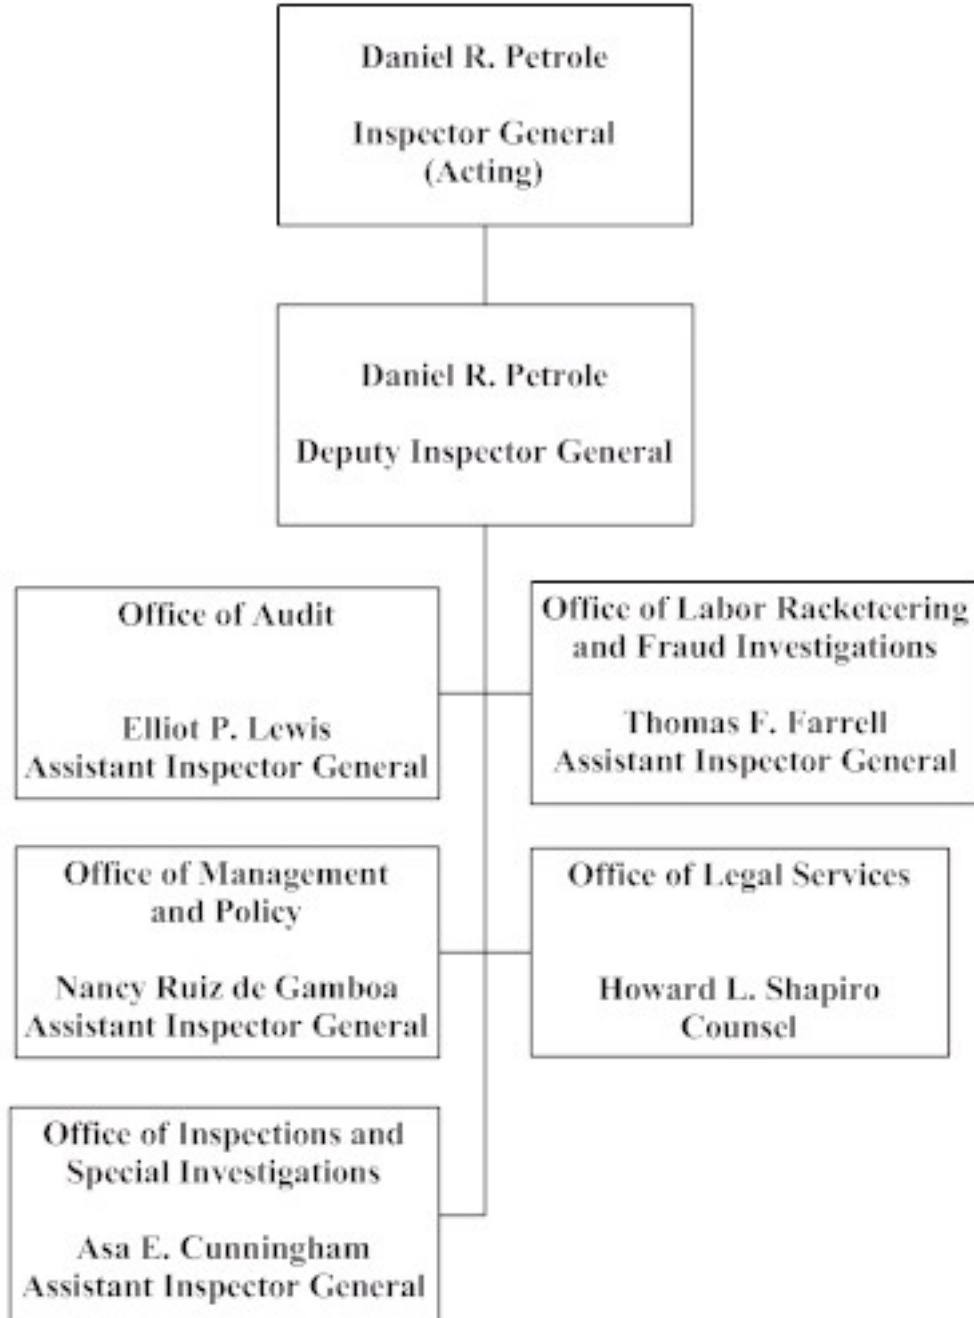 Daniel R. Petrole
Inspector General
(Acting)
Daniel R. Petrole
Deputy Inspector General
Office of Audit
Elliot P. Lewis
Assistant Inspector General
Office of Labor Racketeering
and Fraud Investigations
Thomas F. Farrell
Assistant Inspector General
Office of Management
and Policy
Nancy Ruiz de Gamboa
Assistant Inspector General
Office of Legal Services
Howard L. Shapiro
Counsel
Office of Inspections and
Special Investigations
Asa E. Cunningham
Assistant Inspector General